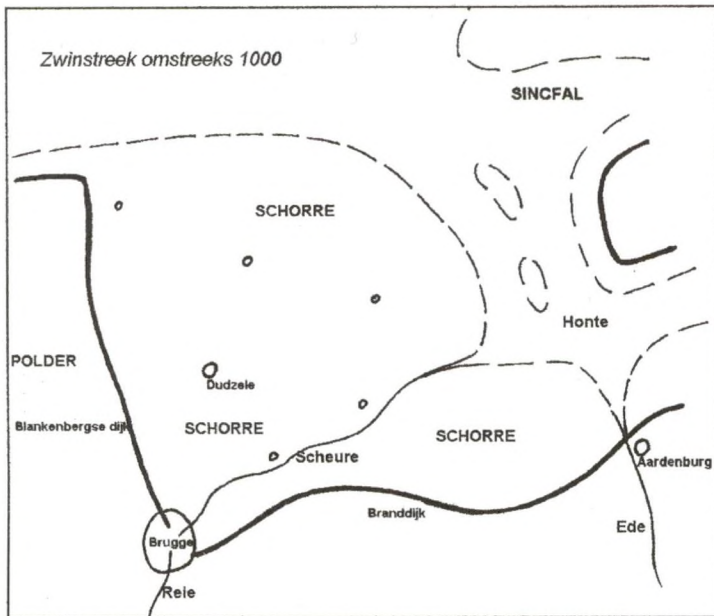 Zwinstreek omstreeks 1000
SINCFAL
SCHORRE
Honte
POLDER
Dudzele
Blankenbergse dijk
SCHORRE
SCHORRE
Scheure
Aardenburg
Branddijk
Ede
Brugge
Reie